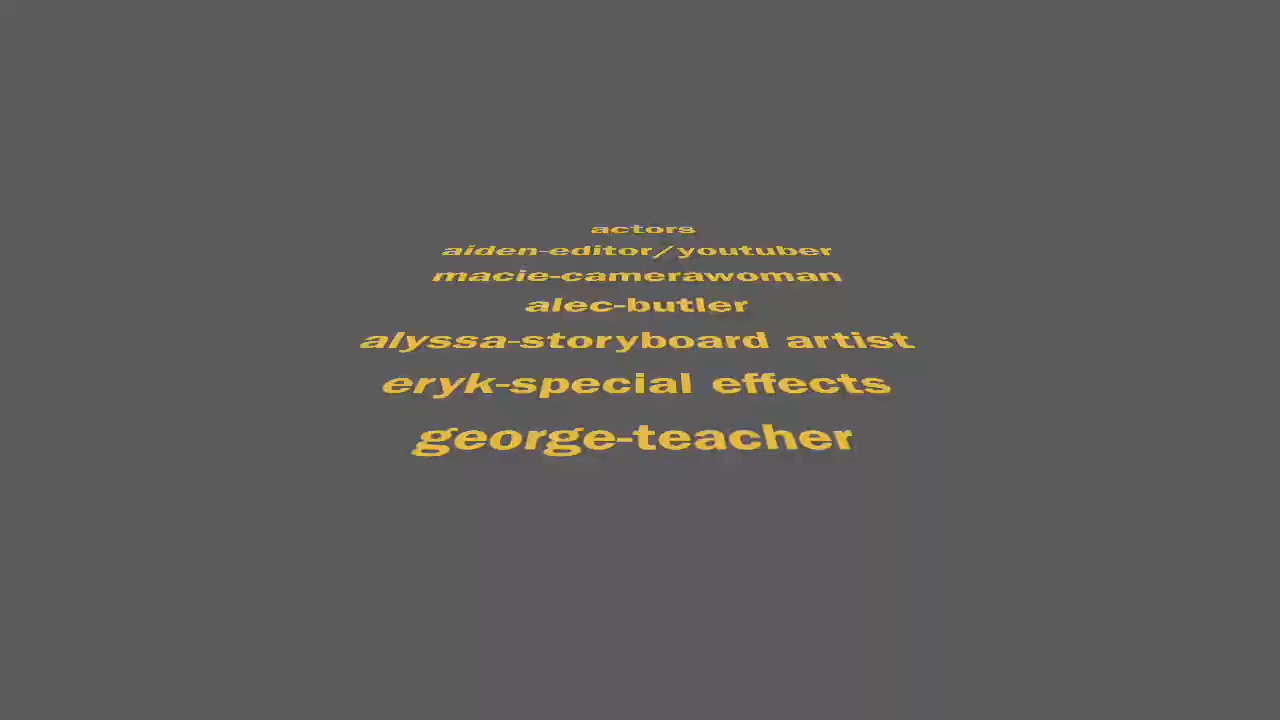 actors
aiden-editor/youtuber
macie-camerawoman
alec-butler
alyssa-storyboard artist
eryk-special effects
george-teacher